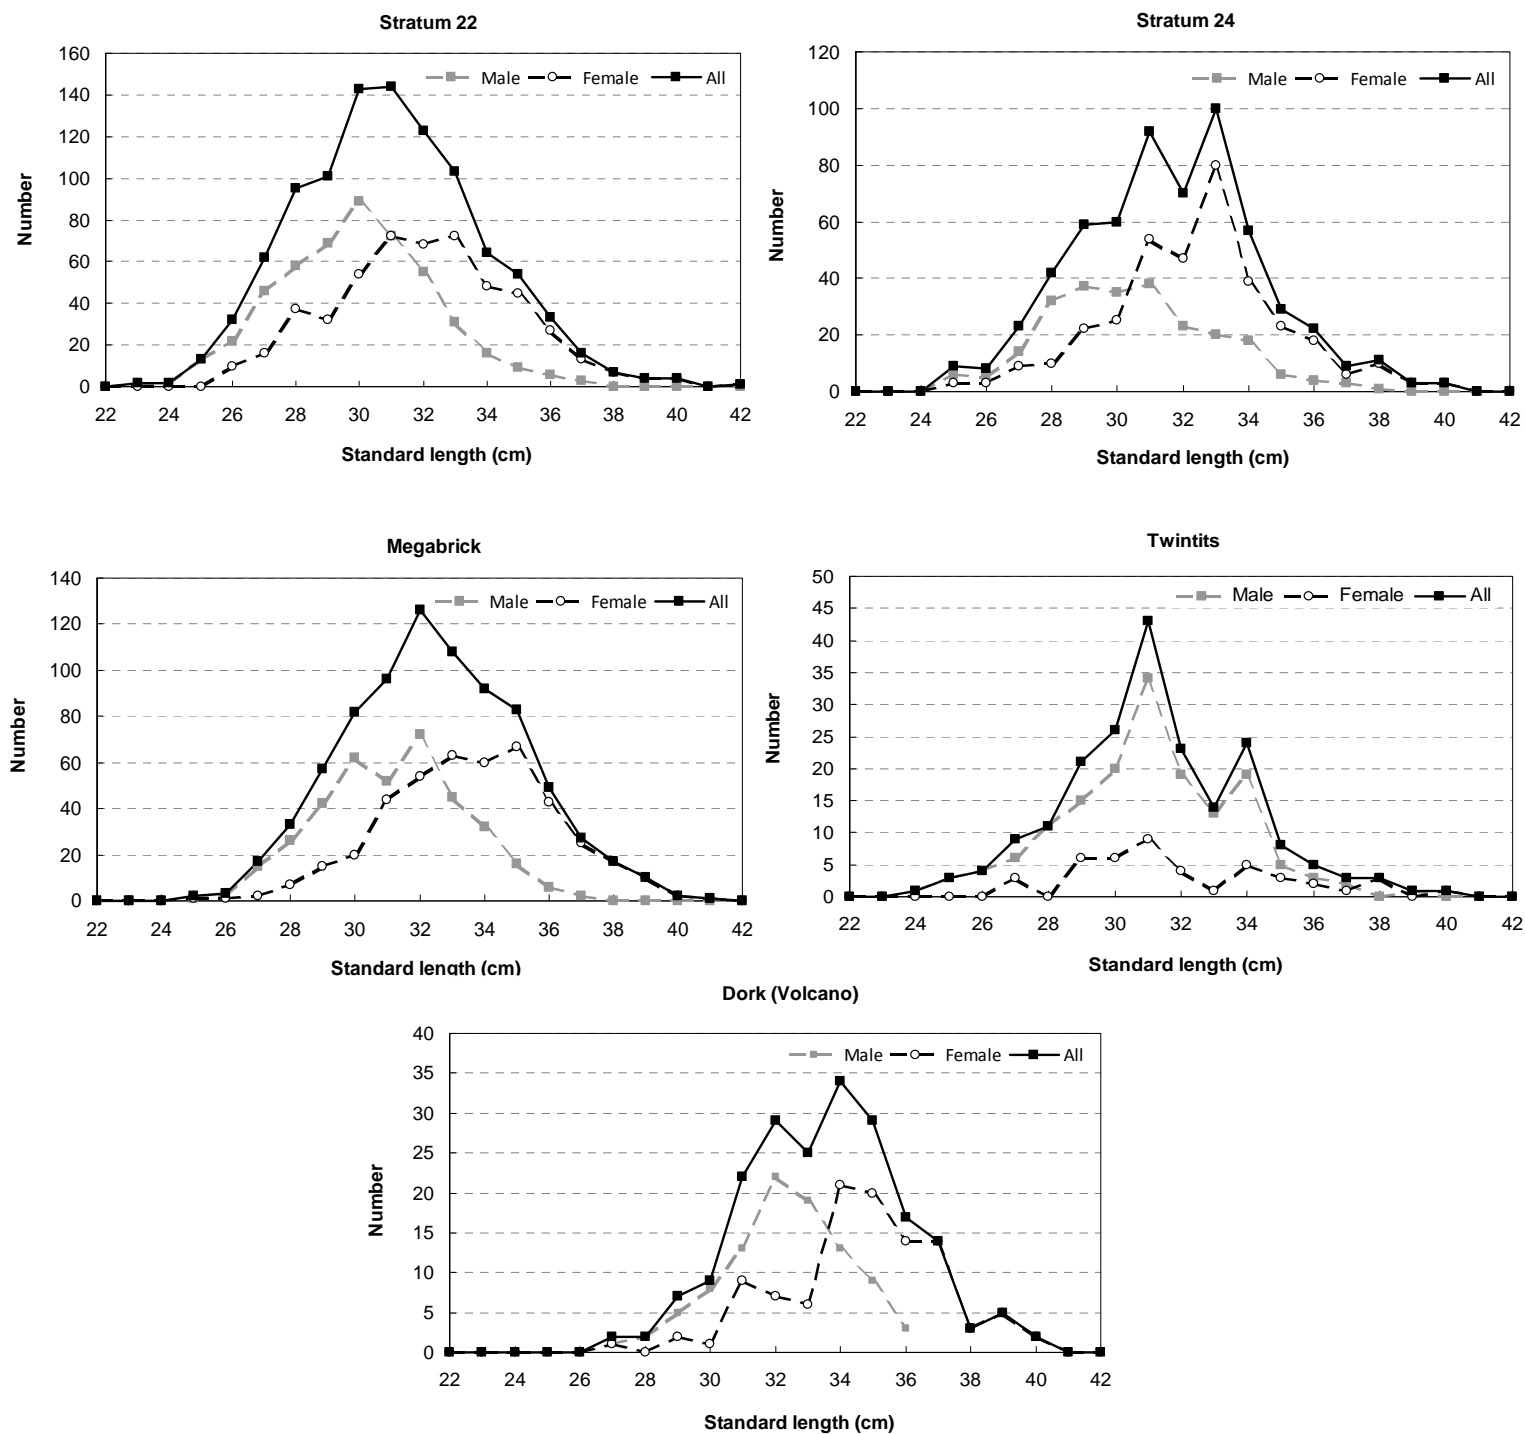 Stratum 22
160
140
120
100
80
60
40
20
0
Number
Male Female All
22 24 26 28 30 32 34 36 38 40 42
Standard length (cm)
Stratum 24
120
100
80
60
40
20
0
Number
Male Female All
22 24 26 28 30 32 34 36 38 40 42
Standard length (cm)
Megabrick
140
120
100
80
60
40
20
0
Number
Male Female All
22 24 26 28 30 32 34 36 38 40 42
Standard length (cm)
Twintits
50
45
40
35
30
25
20
15
10
5
0
Number
Male Female All
22 24 26 28 30 32 34 36 38 40 42
Standard length (cm)
Dork (Volcano)
40
35
30
25
20
15
10
5
0
Number
Male Female All
22 24 26 28 30 32 34 36 38 40 42
Standard length (cm)